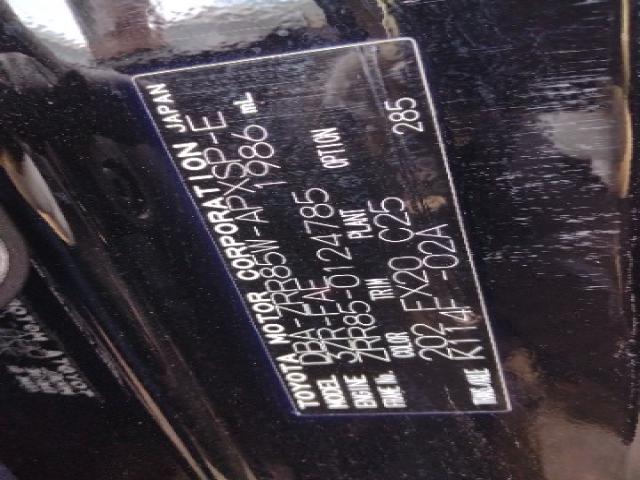 TOYOTA MOTOR CORPORATION JAPAN
MODEL DBA-ZRR85W-APXSP-E
ENGINE 3ZR-FAE 1986 mL
FRAME No. ZRR85-0124785
COLOR TRIM PLANT OPTION
202 FX20 C25 285
TRANS./AXLE K114F -02A